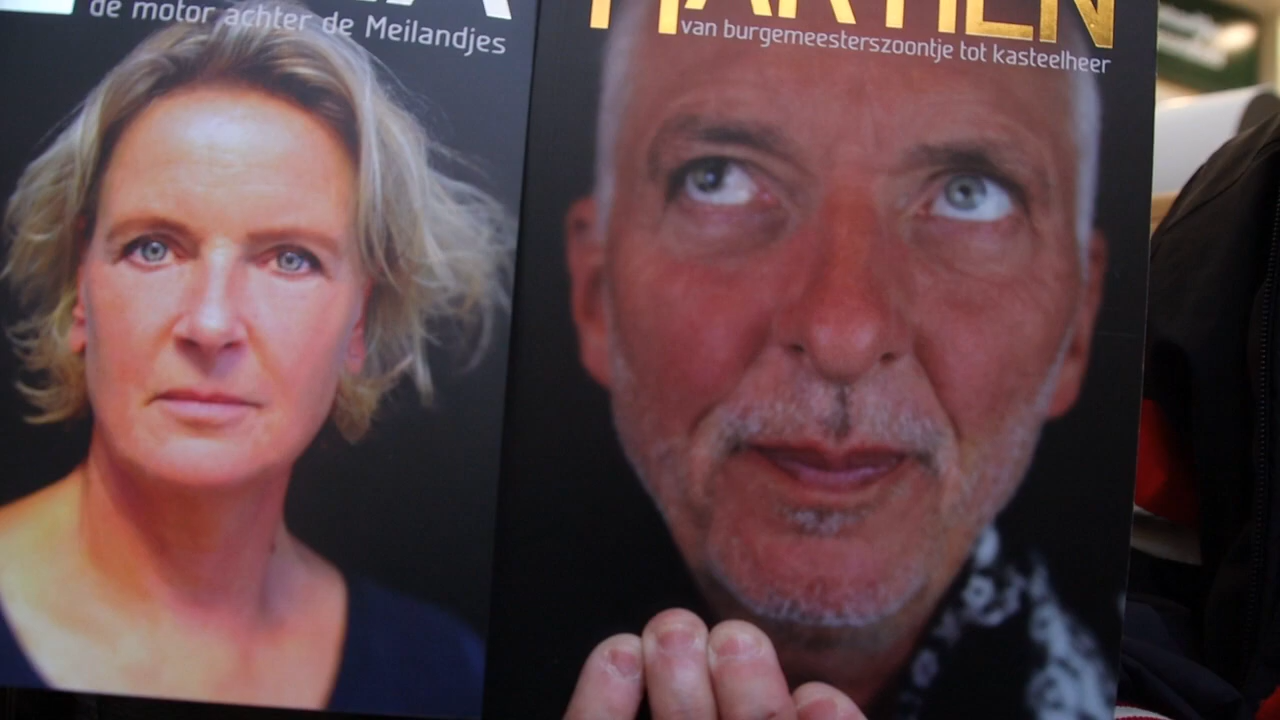 de motor achter de Meilandjes
MARTIEN
van burgemeesterszoontje tot kasteelheer